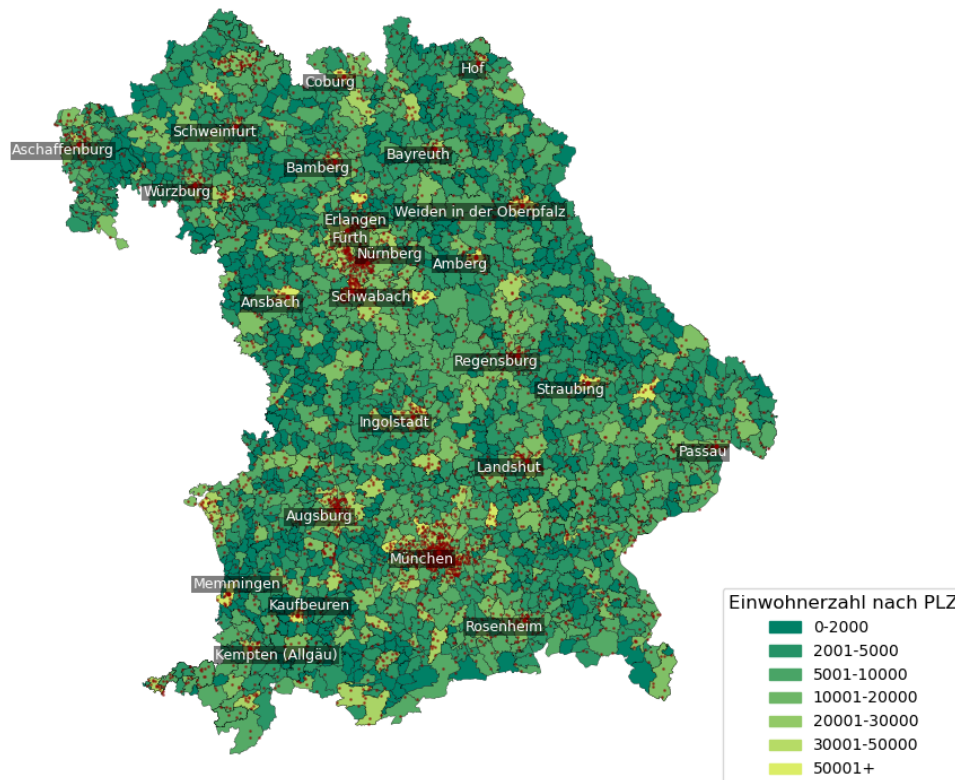 Hof
Coburg
Schweinfurt
Aschaffenburg
Bayreuth
Bamberg
Würzburg
Weiden in der Oberpfalz
Erlangen
Fürth
Nürnberg
Amberg
Schwabach
Ansbach
Regensburg
Straubing
Ingolstadt
Passau
Landshut
Augsburg
München
Memmingen
Kaufbeuren
Rosenheim
Kempten (Allgäu)
Einwohnerzahl nach PLZ
0-2000
2001-5000
5001-10000
10001-20000
20001-30000
30001-50000
50001+